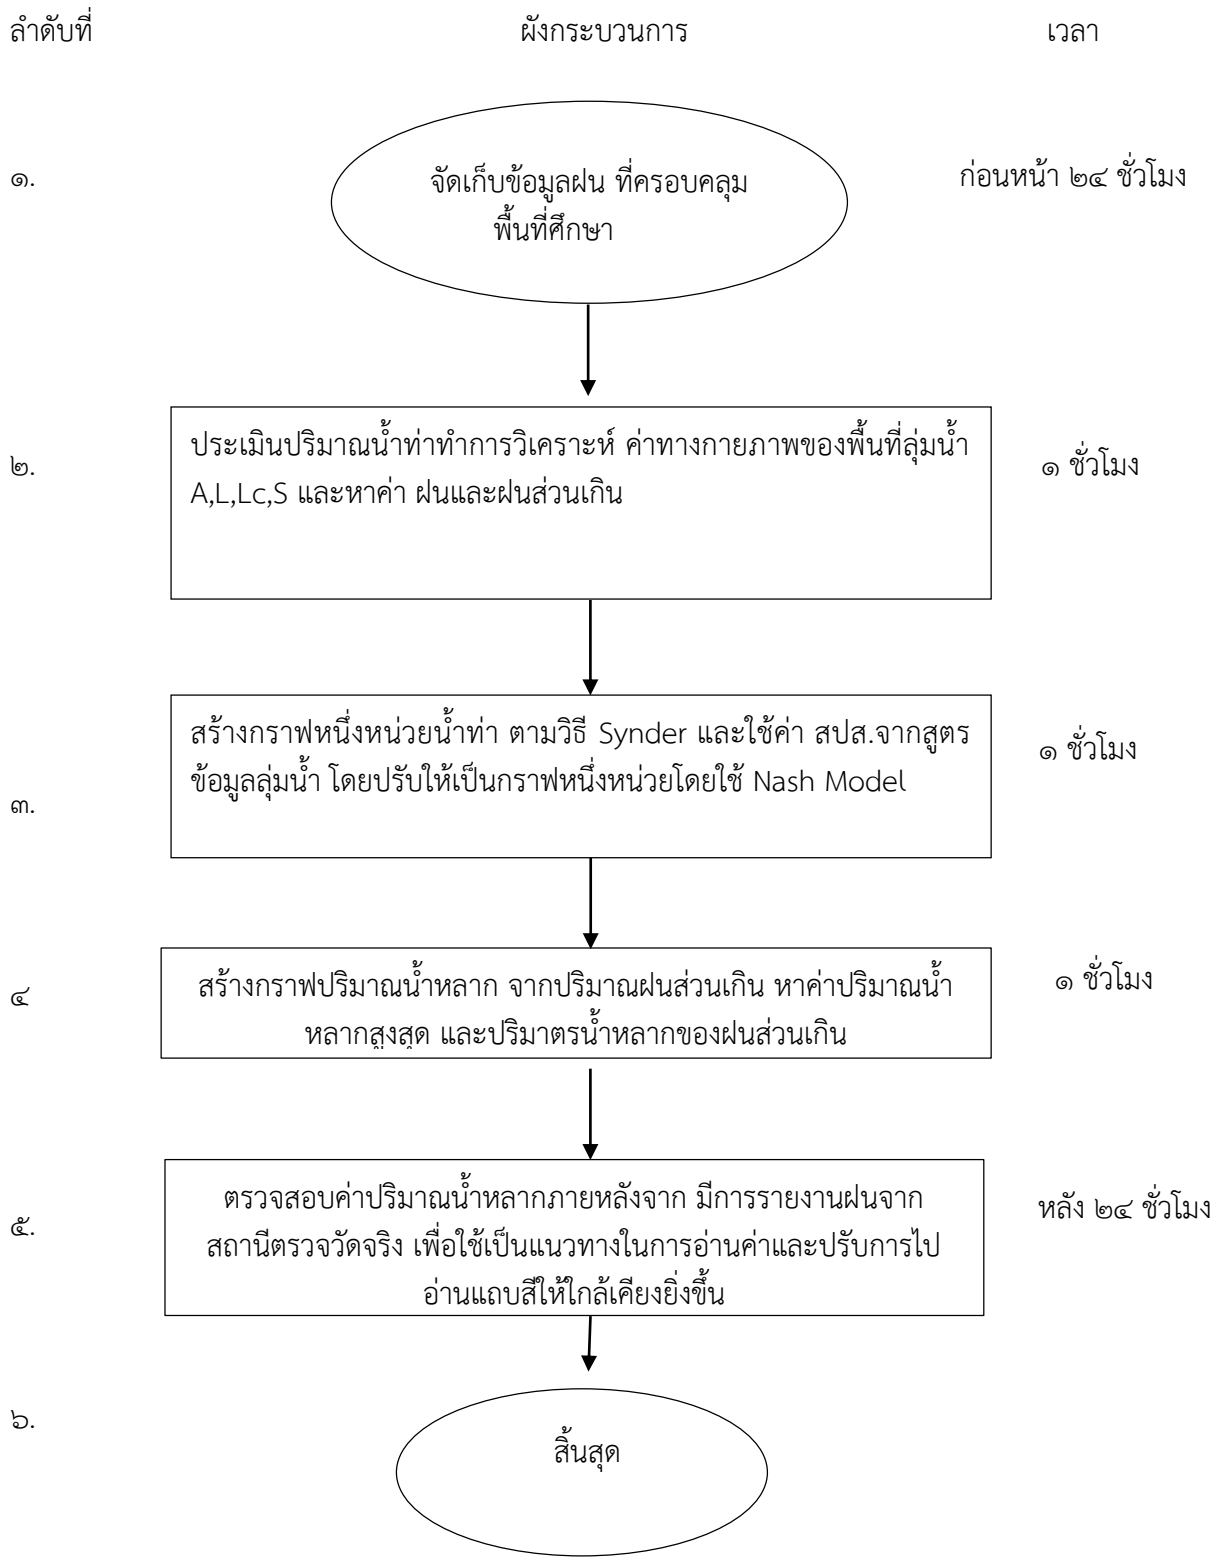 ลำดับที่ ผังกระบวนการ เวลา
๑. จัดเก็บข้อมูลฝน ที่ครอบคลุม ก่อนหน้า ๒๔ ชั่วโมง
พื้นที่ศึกษา
ประเมินปริมาณน้ำท่าทำการวิเคราะห์ ค่าทางกายภาพของพื้นที่ลุ่มน้ำ
๒. ๑ ชั่วโมง
A,L,Lc,S และหาค่า ฝนและฝนส่วนเกิน
สร้างกราฟหนึ่งหน่วยน้ำท่า ตามวิธี Synder และใช้ค่า สปส.จากสูตร
๑ ชั่วโมง
ข้อมูลลุ่มน้ำ โดยปรับให้เป็นกราฟหนึ่งหน่วยโดยใช้ Nash Model
๓.
สร้างกราฟปริมาณน้ำหลาก จากปริมาณฝนส่วนเกิน หาค่าปริมาณน้ำ ๑ ชั่วโมง
๔
หลากสูงสุด และปริมาตรน้ำหลากของฝนส่วนเกิน
ตรวจสอบค่าปริมาณน้ำหลากภายหลังจาก มีการรายงานฝนจาก หลัง ๒๔ ชั่วโมง
๕.
สถานีตรวจวัดจริง เพื่อใช้เป็นแนวทางในการอ่านค่าและปรับการไป
อ่านแถบสีให้ใกล้เคียงยิ่งขึ้น
๖.
สิ้นสุด